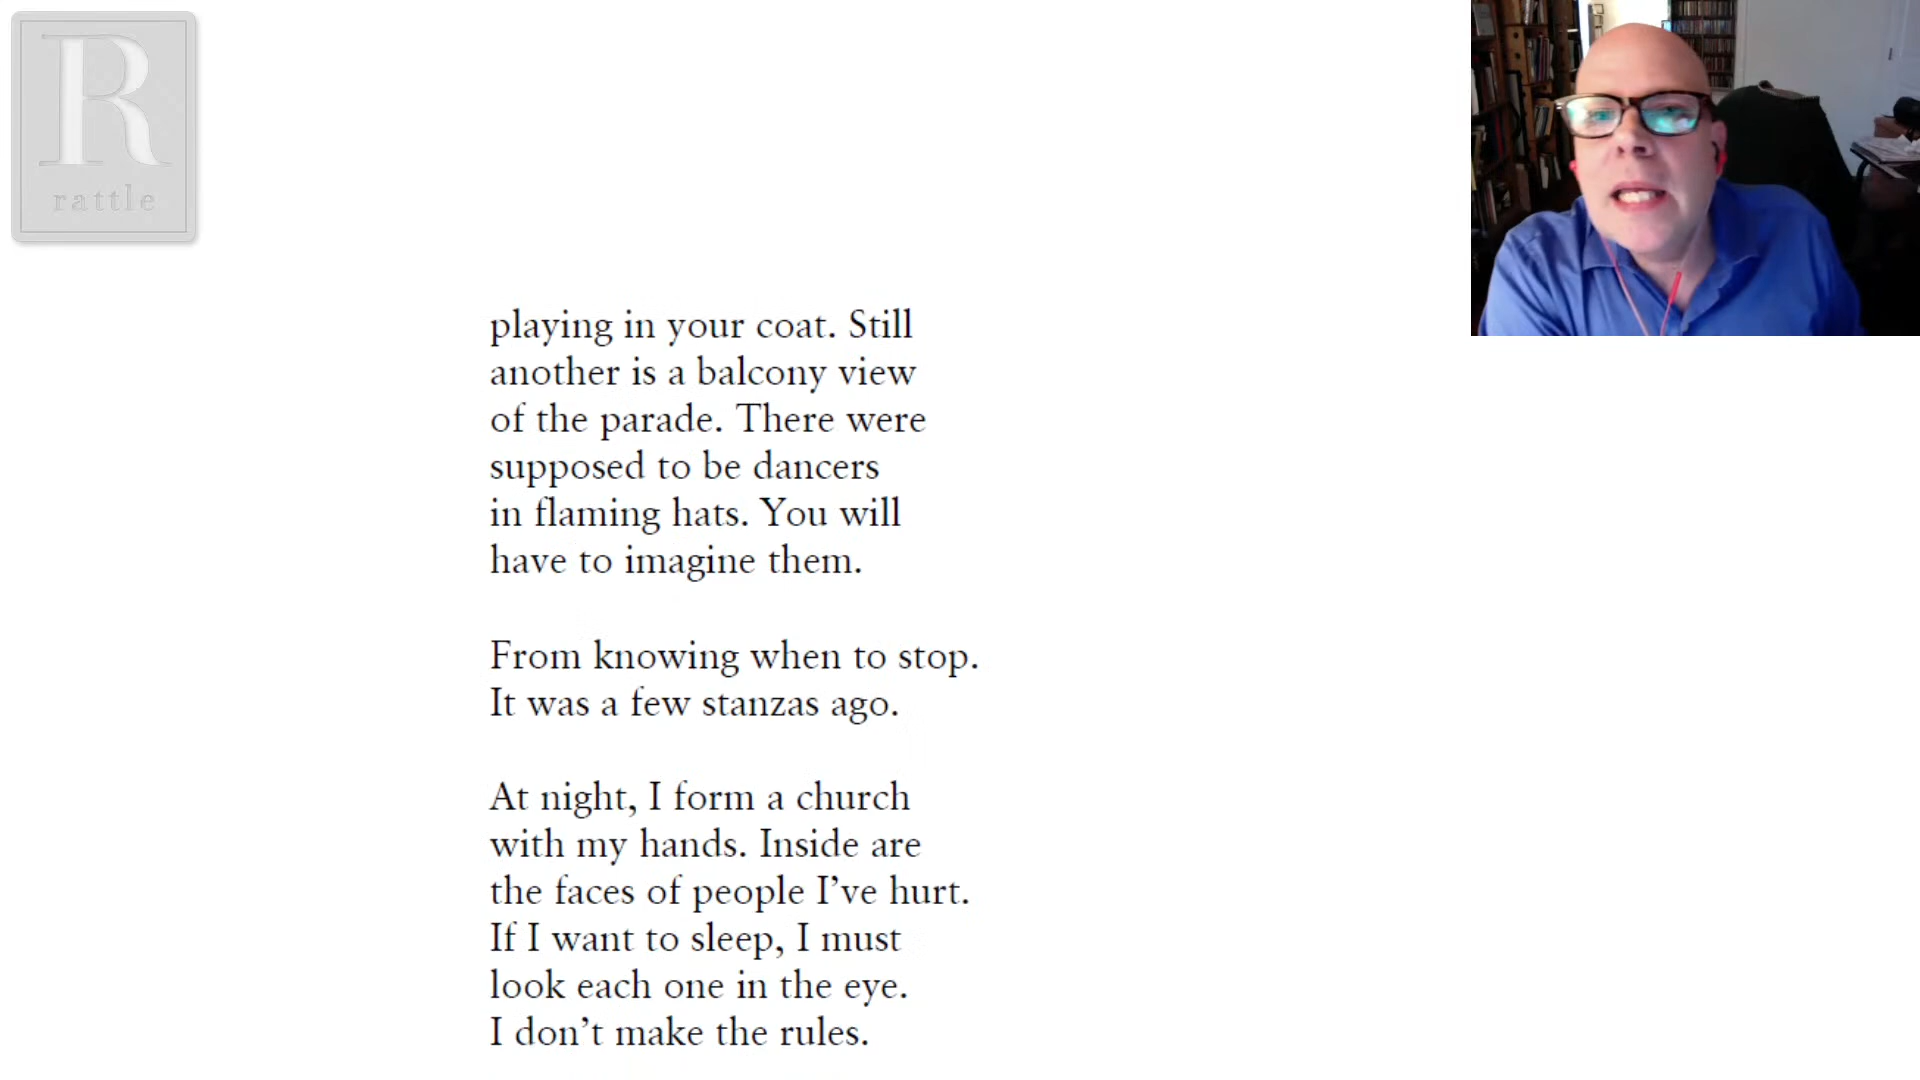 R
rattle
playing in your coat. Still
another is a balcony view
of the parade. There were
supposed to be dancers
in flaming hats. You will
have to imagine them.
From knowing when to stop.
It was a few stanzas ago.
At night, I form a church
with my hands. Inside are
the faces of people I’ve hurt.
If I want to sleep, I must
look each one in the eye.
I don’t make the rules.